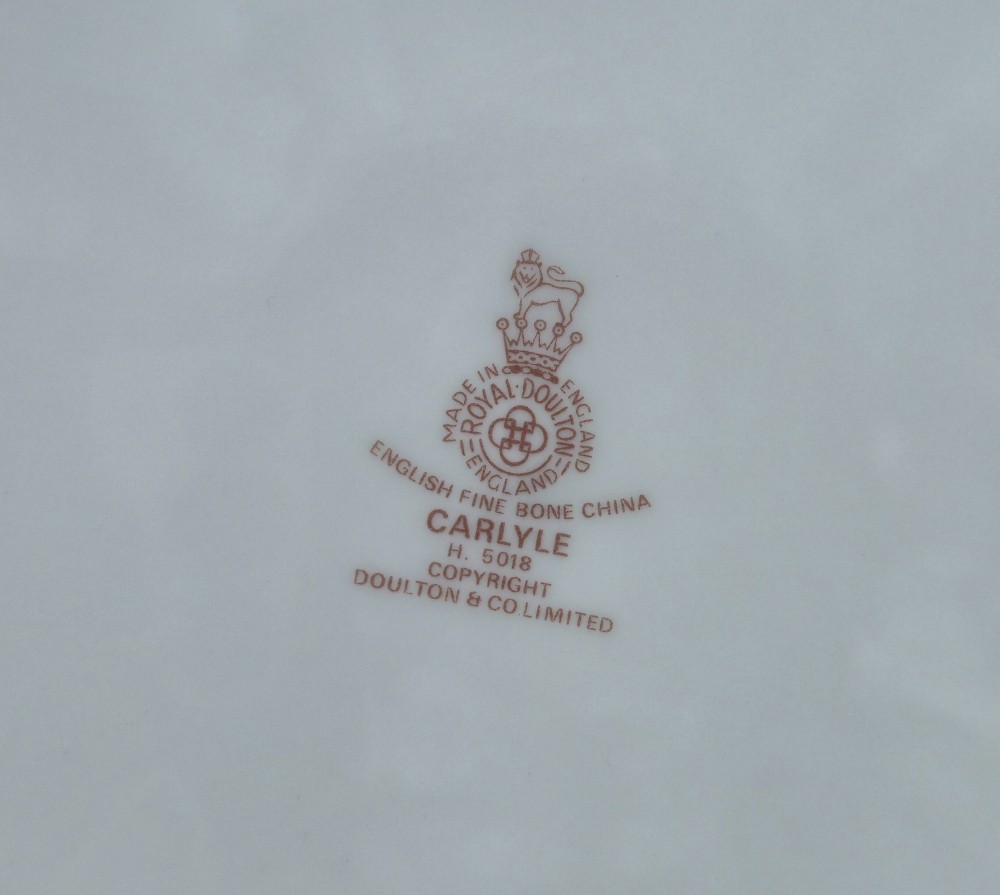 MADE IN ENGLAND
ROYAL·DOULTON
ENGLAND
ENGLISH FINE BONE CHINA
CARLYLE
H. 5018
COPYRIGHT
DOULTON & CO.LIMITED